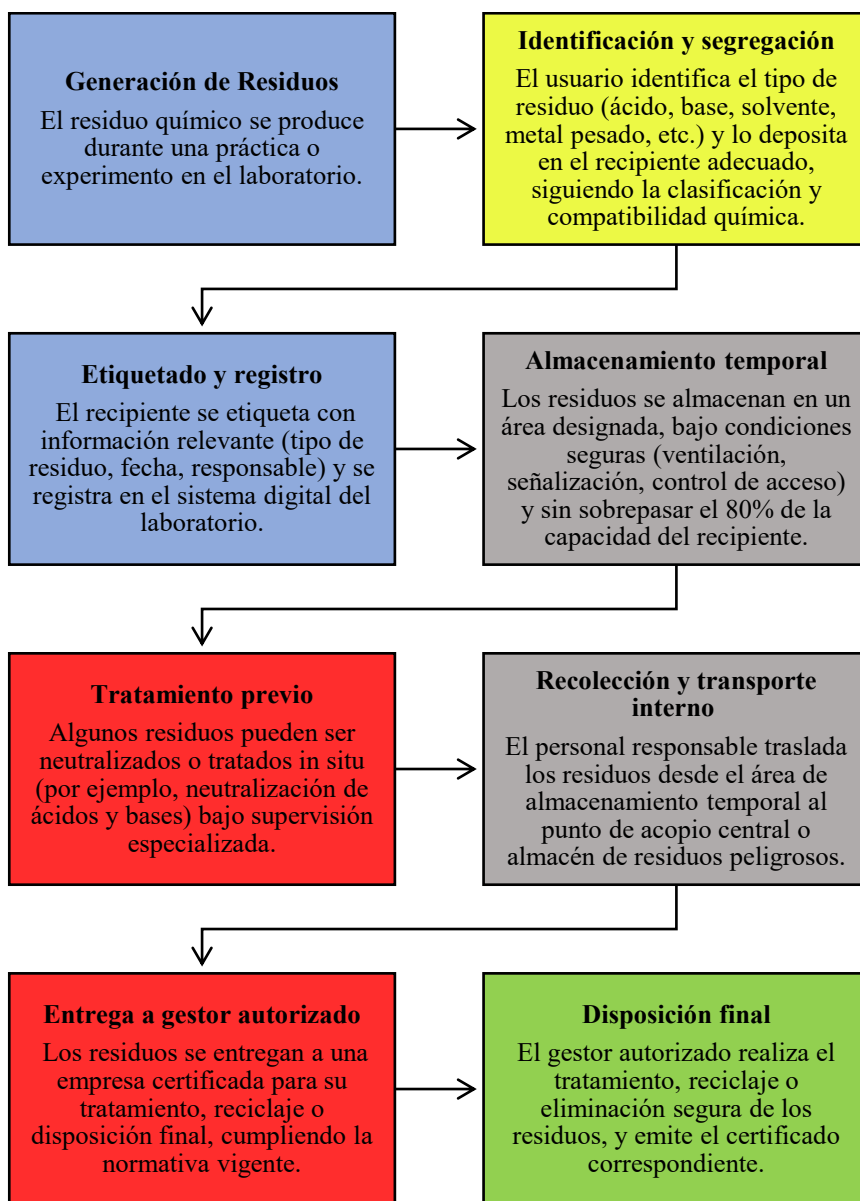 Generación de Residuos
El residuo químico se produce
durante una práctica o
experimento en el laboratorio.
Identificación y segregación
El usuario identifica el tipo de
residuo (ácido, base, solvente,
metal pesado, etc.) y lo deposita
en el recipiente adecuado,
siguiendo la clasificación y
compatibilidad química.
Etiquetado y registro
El recipiente se etiqueta con
información relevante (tipo de
residuo, fecha, responsable) y se
registra en el sistema digital del
laboratorio.
Almacenamiento temporal
Los residuos se almacenan en un
área designada, bajo condiciones
seguras (ventilación,
señalización, control de acceso)
y sin sobrepasar el 80% de la
capacidad del recipiente.
Tratamiento previo
Algunos residuos pueden ser
neutralizados o tratados in situ
(por ejemplo, neutralización de
ácidos y bases) bajo supervisión
especializada.
Recolección y transporte
interno
El personal responsable traslada
los residuos desde el área de
almacenamiento temporal al
punto de acopio central o
almacén de residuos peligrosos.
Entrega a gestor autorizado
Los residuos se entregan a una
empresa certificada para su
tratamiento, reciclaje o
disposición final, cumpliendo la
normativa vigente.
Disposición final
El gestor autorizado realiza el
tratamiento, reciclaje o
eliminación segura de los
residuos, y emite el certificado
correspondiente.